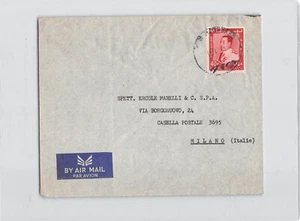 SPETT. ERCOLE MARELLI & C. S.P.A.
VIA BORGONUOVO, 24
CASELLA POSTALE 3695
MILANO (Italie)
BY AIR MAIL
PAR AVION